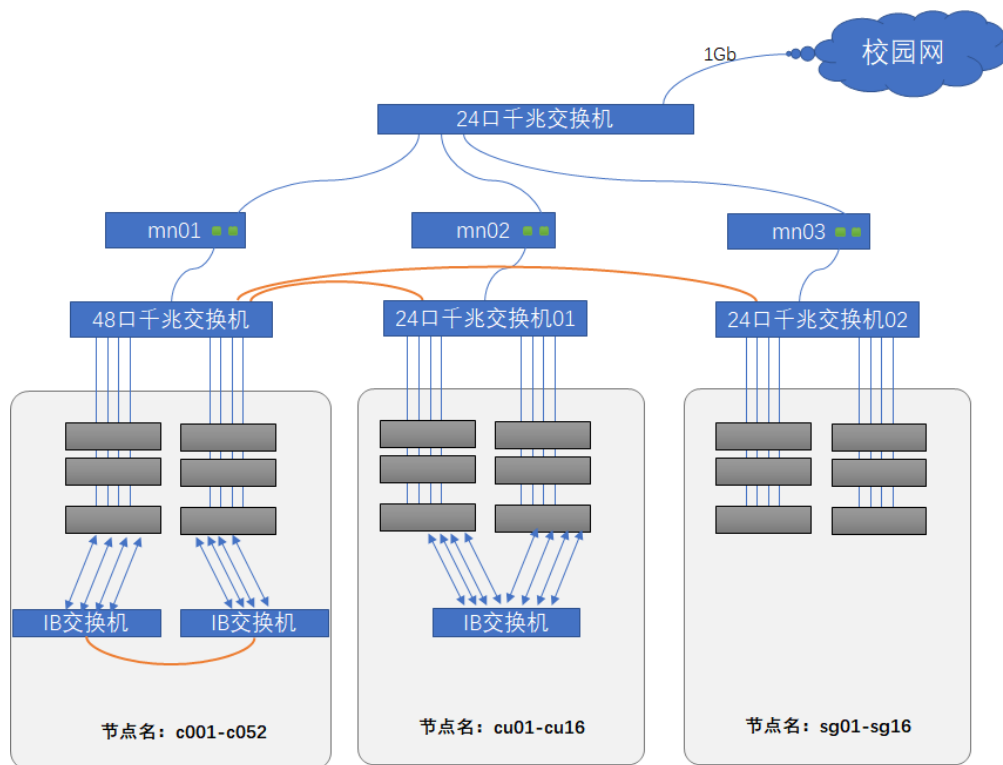 校园网
1Gb
24口千兆交换机
mn01
mn02
mn03
48口千兆交换机
24口千兆交换机01
24口千兆交换机02
IB交换机
IB交换机
IB交换机
节点名：c001-c052
节点名：cu01-cu16
节点名：sg01-sg16